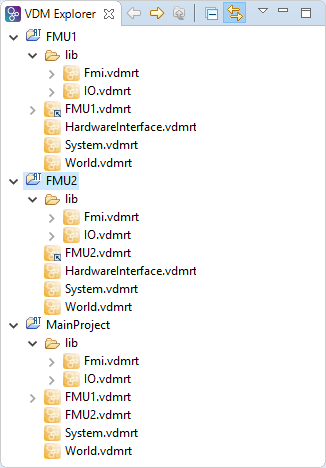 VDM Explorer
FMU1
lib
Fmi.vdmrt
IO.vdmrt
FMU1.vdmrt
HardwareInterface.vdmrt
System.vdmrt
World.vdmrt
FMU2
lib
Fmi.vdmrt
IO.vdmrt
FMU2.vdmrt
HardwareInterface.vdmrt
System.vdmrt
World.vdmrt
MainProject
lib
Fmi.vdmrt
IO.vdmrt
FMU1.vdmrt
FMU2.vdmrt
System.vdmrt
World.vdmrt